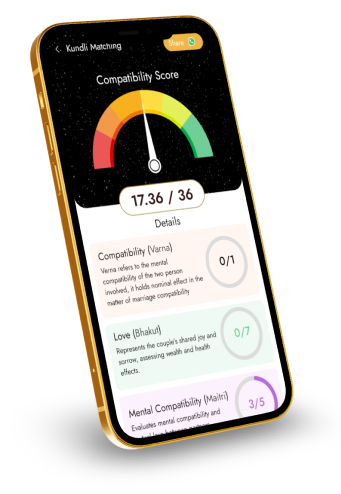 Kundli Matching
Share
Compatibility Score
17.36 / 36
Details
Compatibility (Varna)
Varna refers to the mental
compatibility of the two person
involved, it holds nominal effect in the
matter of marriage compatibility
0/1
Love (Bhakut)
Represents the couple's shared joy and
sorrow, assessing wealth and health
effects.
0/7
Mental Compatibility (Maitri)
Evaluates mental compatibility and
3/5